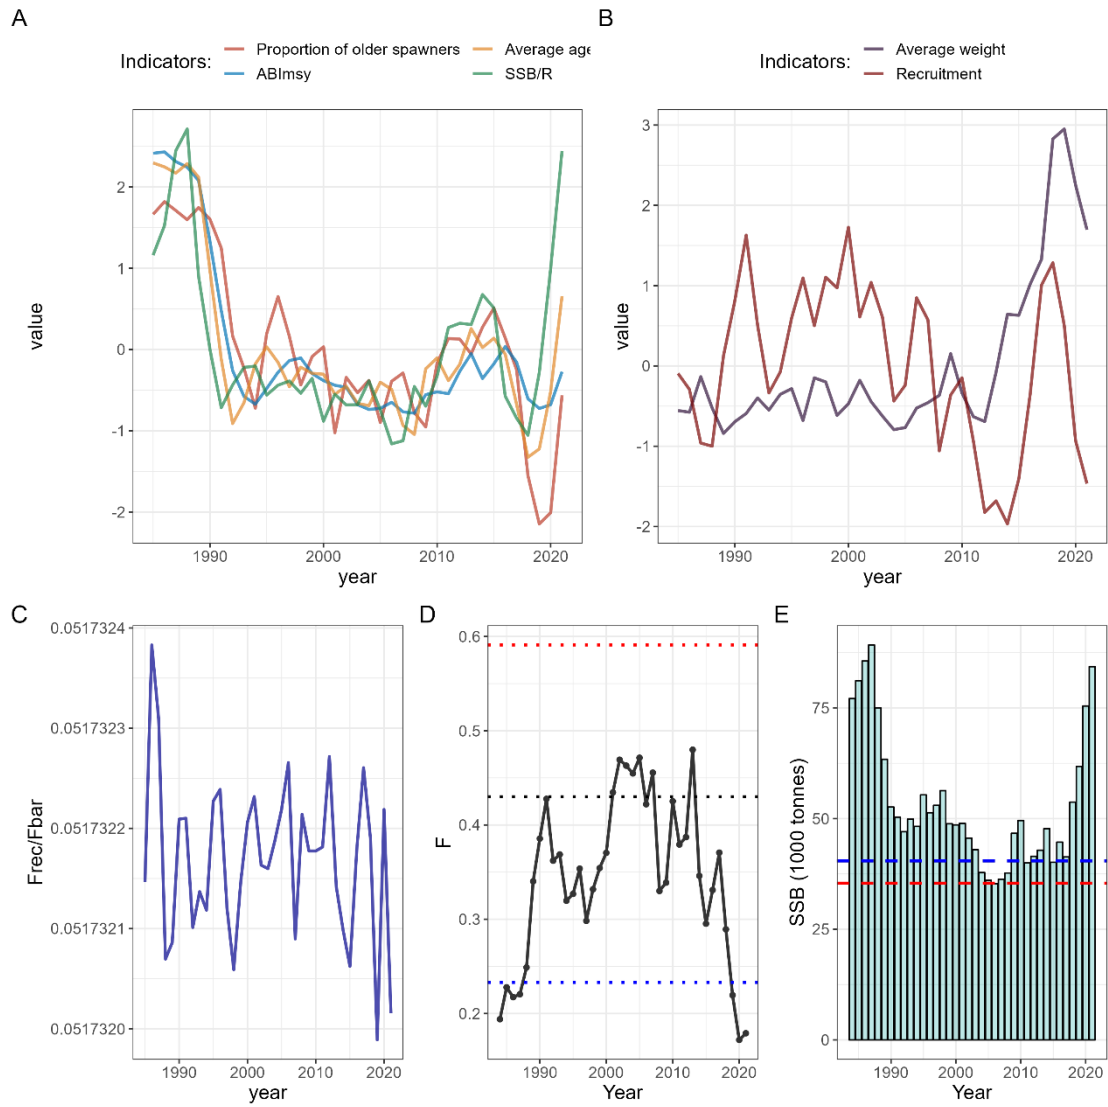 A
Indicators:
Proportion of older spawners
Average age
ABImsy
SSB/R
value
2
1
0
-1
-2
1990
2000
2010
2020
year
B
Indicators:
Average weight
Recruitment
value
3
2
1
0
-1
-2
1990
2000
2010
2020
year
C
Frec/Fbar
0.0517324
0.0517323
0.0517322
0.0517321
0.0517320
1990
2000
2010
2020
year
D
F
0.6
0.5
0.4
0.3
0.2
1990
2000
2010
2020
Year
E
SSB (1000 tonnes)
75
50
25
0
1990
2000
2010
2020
Year